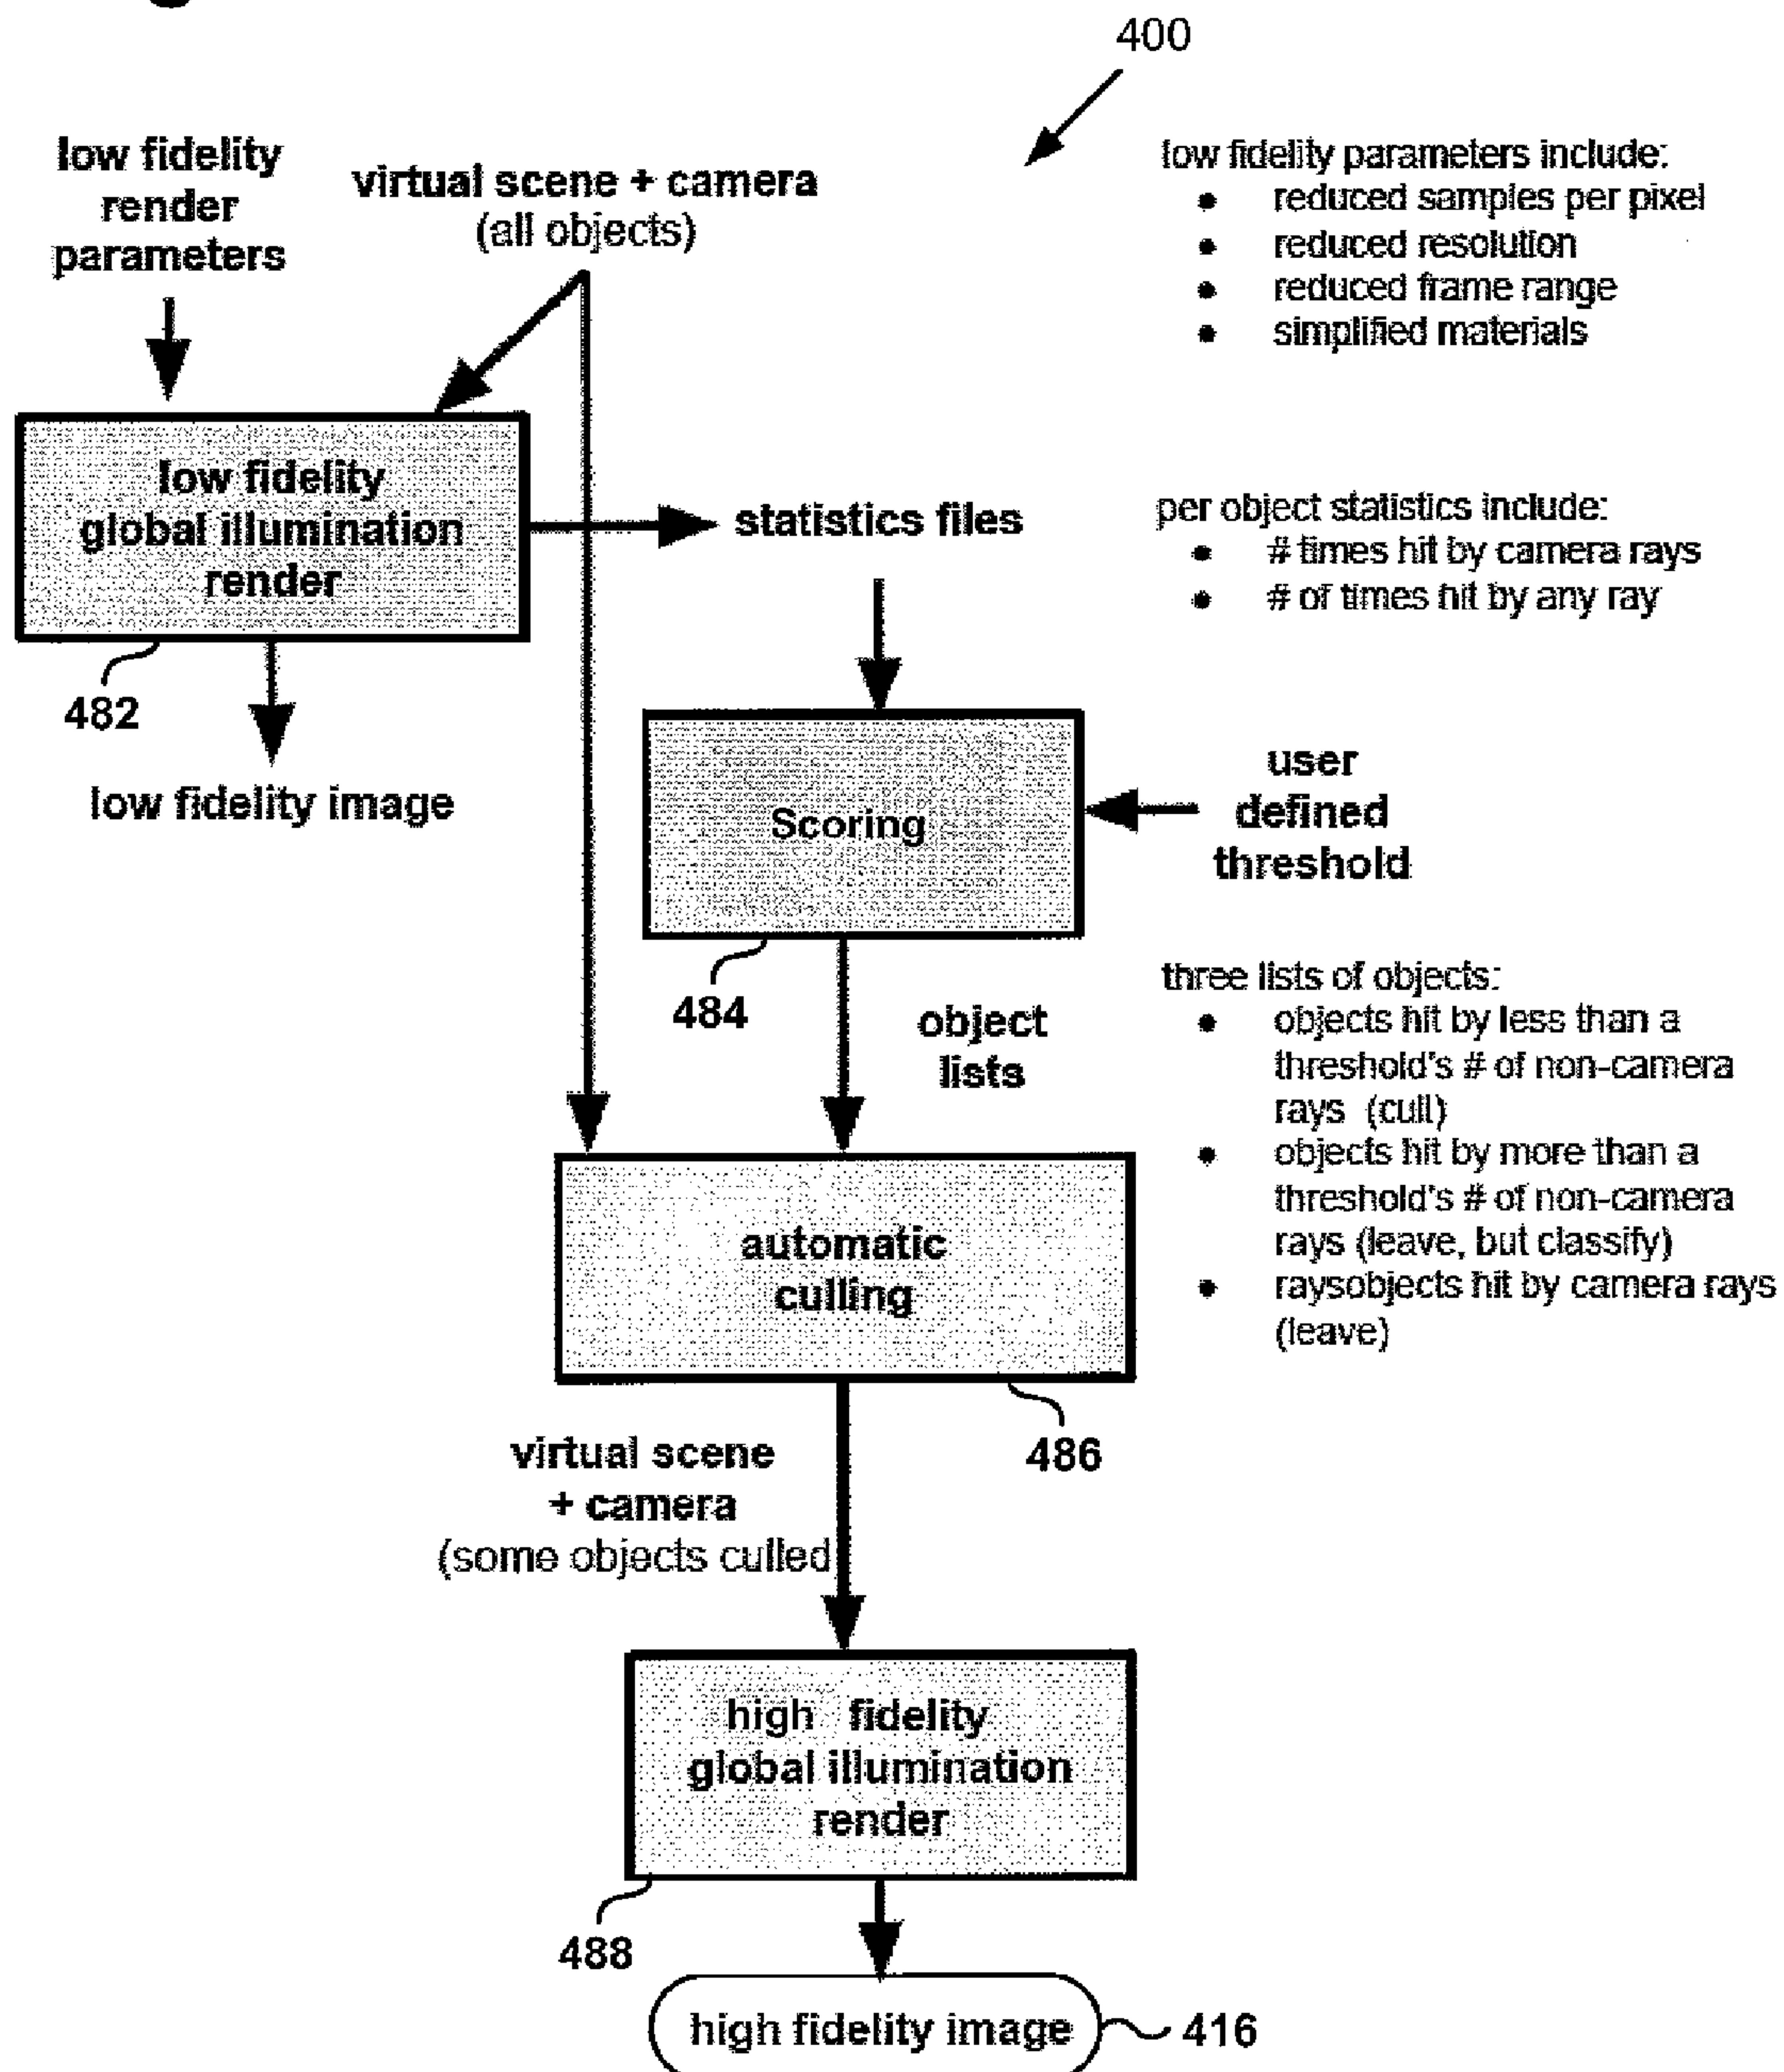 400
low fidelity
render
parameters
virtual scene + camera
(all objects)
low fidelity parameters include:
• reduced samples per pixel
• reduced resolution
• reduced frame range
• simplified materials
low fidelity
global illumination
render
482
low fidelity image
statistics files
per object statistics include:
• # times hit by camera rays
• # of times hit by any ray
Scoring
484
user
defined
threshold
object
lists
three lists of objects:
• objects hit by less than a
threshold's # of non-camera
rays (cull)
• objects hit by more than a
threshold's # of non-camera
rays (leave, but classify)
• raysobjects hit by camera rays
(leave)
automatic
culling
486
virtual scene
+ camera
(some objects culled
high fidelity
global illumination
render
488
high fidelity image
416